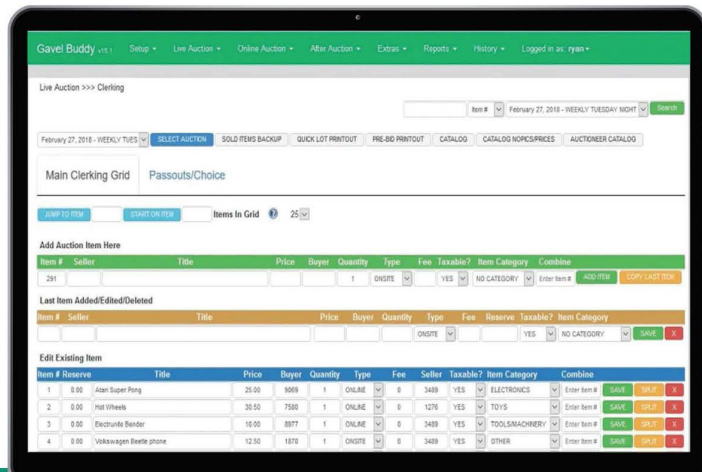 Gavel Buddy v15.1 Setup Live Auction Online Auction After Auction Extras Reports History Logged in as: ryan
Live Auction >>> Clerking
Item # February 27, 2018 - WEEKLY TUESDAY NIGHT Search
February 27, 2018 - WEEKLY TUES SELECT AUCTION SOLD ITEMS BACKUP QUICK LOT PRINTOUT PRE-BID PRINTOUT CATALOG CATALOG NOPICS/PRICES AUCTIONEER CATALOG
Main Clerking Grid Passouts/Choice
JUMP TO ITEM START ON ITEM Items In Grid ? 25
Add Auction Item Here
Item # Seller Title Price Buyer Quantity Type Fee Taxable? Item Category Combine
291 1 ONSITE YES NO CATEGORY Enter Item # ADD ITEM COPY LAST ITEM
Last Item Added/Edited/Deleted
Item # Seller Title Price Buyer Quantity Type Fee Reserve Taxable? Item Category
ONSITE YES NO CATEGORY SAVE X
Edit Existing Item
Item # Reserve Title Price Buyer Quantity Type Fee Seller Taxable? Item Category Combine
1 0.00 Atari Super Pong 25.00 9069 1 ONLINE 0 3489 YES ELECTRONICS Enter Item # SAVE SPLIT X
2 0.00 Hot Wheels 30.50 7580 1 ONLINE 0 1276 YES TOYS Enter Item # SAVE SPLIT X
3 0.00 Electrunite Bender 10.00 8977 1 ONLINE 0 3489 YES TOOLS/MACHINERY Enter Item # SAVE SPLIT X
4 0.00 Volkswagen Beetle phone 12.50 1870 1 ONSITE 0 3489 YES OTHER Enter Item # SAVE SPLIT X